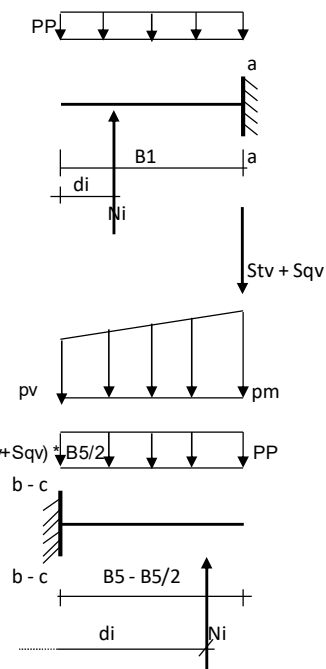 PP
a
B1
a
di
Ni
Stv + Sqv
pv
pm
+Sqv) * B5/2
PP
b - c
b - c
B5 - B5/2
di
Ni